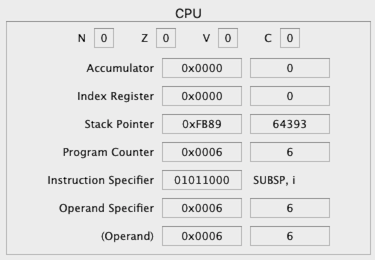 CPU
N 0 Z 0 V 0 C 0
Accumulator 0x0000 0
Index Register 0x0000 0
Stack Pointer 0xFB89 64393
Program Counter 0x0006 6
Instruction Specifier 01011000 SUBSP, i
Operand Specifier 0x0006 6
(Operand) 0x0006 6